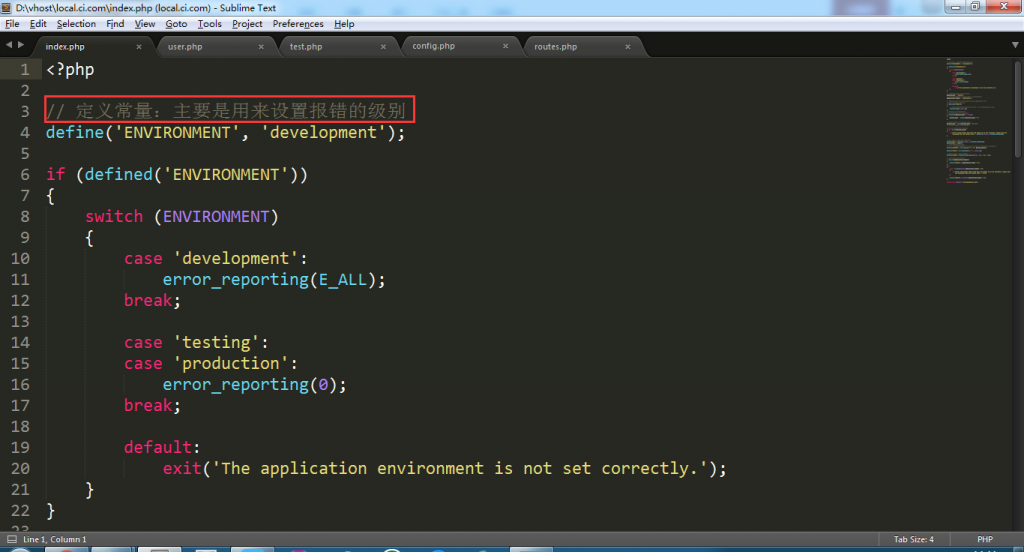 D:\vhost\local.ci.com\index.php (local.ci.com) - Sublime Text
File Edit Selection Find View Goto Tools Project Preferences Help
index.php × user.php × test.php × config.php × routes.php ×
1 <?php
2
3 // 定义常量：主要是用来设置报错的级别
4 define('ENVIRONMENT', 'development');
5
6 if (defined('ENVIRONMENT'))
7 {
8 switch (ENVIRONMENT)
9 {
10 case 'development':
11 error_reporting(E_ALL);
12 break;
13
14 case 'testing':
15 case 'production':
16 error_reporting(0);
17 break;
18
19 default:
20 exit('The application environment is not set correctly.');
21 }
22 }
Line 1, Column 1 Tab Size: 4 PHP